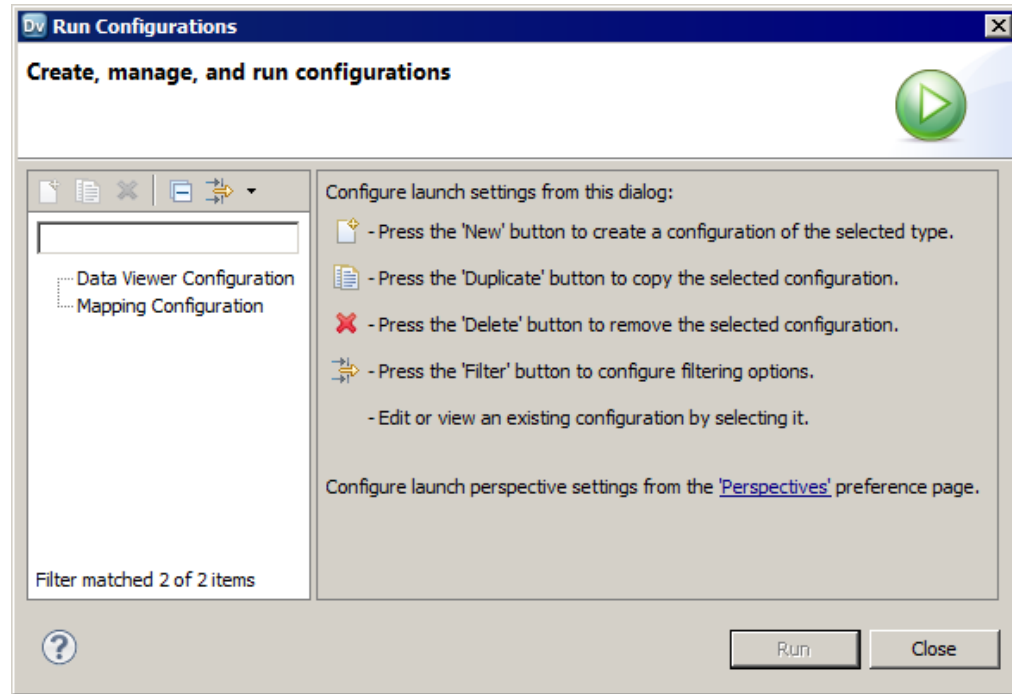 Dv Run Configurations
Create, manage, and run configurations
Configure launch settings from this dialog:
- Press the 'New' button to create a configuration of the selected type.
Data Viewer Configuration
- Press the 'Duplicate' button to copy the selected configuration.
Mapping Configuration
- Press the 'Delete' button to remove the selected configuration.
- Press the 'Filter' button to configure filtering options.
- Edit or view an existing configuration by selecting it.
Configure launch perspective settings from the 'Perspectives' preference page.
Filter matched 2 of 2 items
?
Run
Close